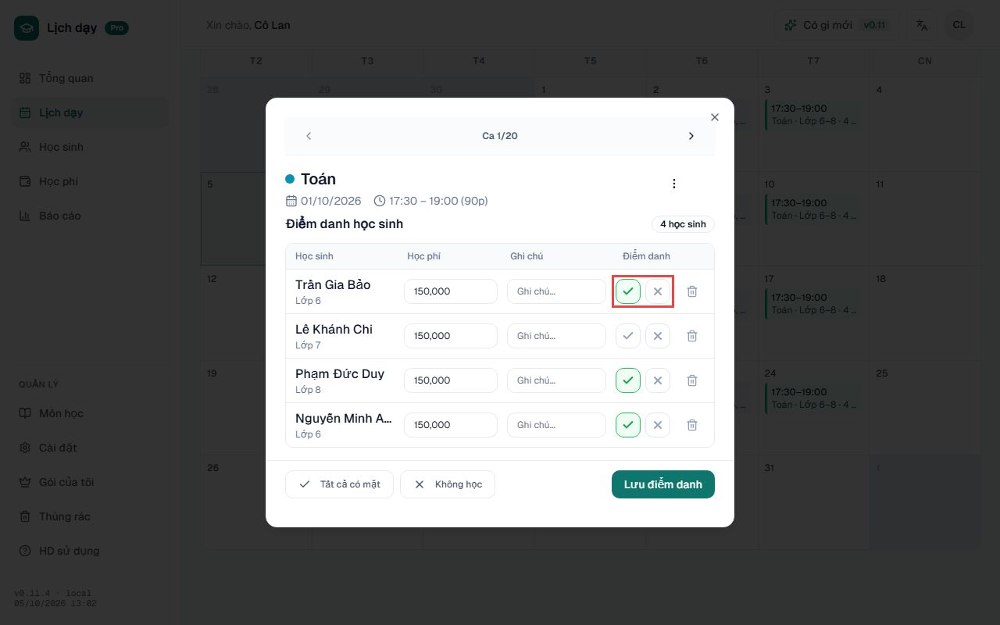 Lịch dạy Pro
Xin chào, Cô Lan
Có gì mới v0.11
CL
Tổng quan
Lịch dạy
Học sinh
Học phí
Báo cáo
QUẢN LÝ
Môn học
Cài đặt
Gói của tôi
Thùng rác
HD sử dụng
v0.11.4 · local
05/10/2026 13:02
T2 T3 T4 T5 T6 T7 CN
28 29 30 1 2 3 4
17:30–19:00
Toán · Lớp 6–8 · 4 …
5 10 11
17:30–19:00
Toán · Lớp 6–8 · 4 …
12 17 18
17:30–19:00
Toán · Lớp 6–8 · 4 …
19 24 25
17:30–19:00
Toán · Lớp 6–8 · 4 …
26 31 1
Ca 1/20
Toán
01/10/2026 17:30 – 19:00 (90p)
Điểm danh học sinh 4 học sinh
Học sinh Học phí Ghi chú Điểm danh
Trần Gia Bảo 150,000 Ghi chú...
Lớp 6
Lê Khánh Chi 150,000 Ghi chú...
Lớp 7
Phạm Đức Duy 150,000 Ghi chú...
Lớp 8
Nguyễn Minh A... 150,000 Ghi chú...
Lớp 6
Tất cả có mặt Không học Lưu điểm danh